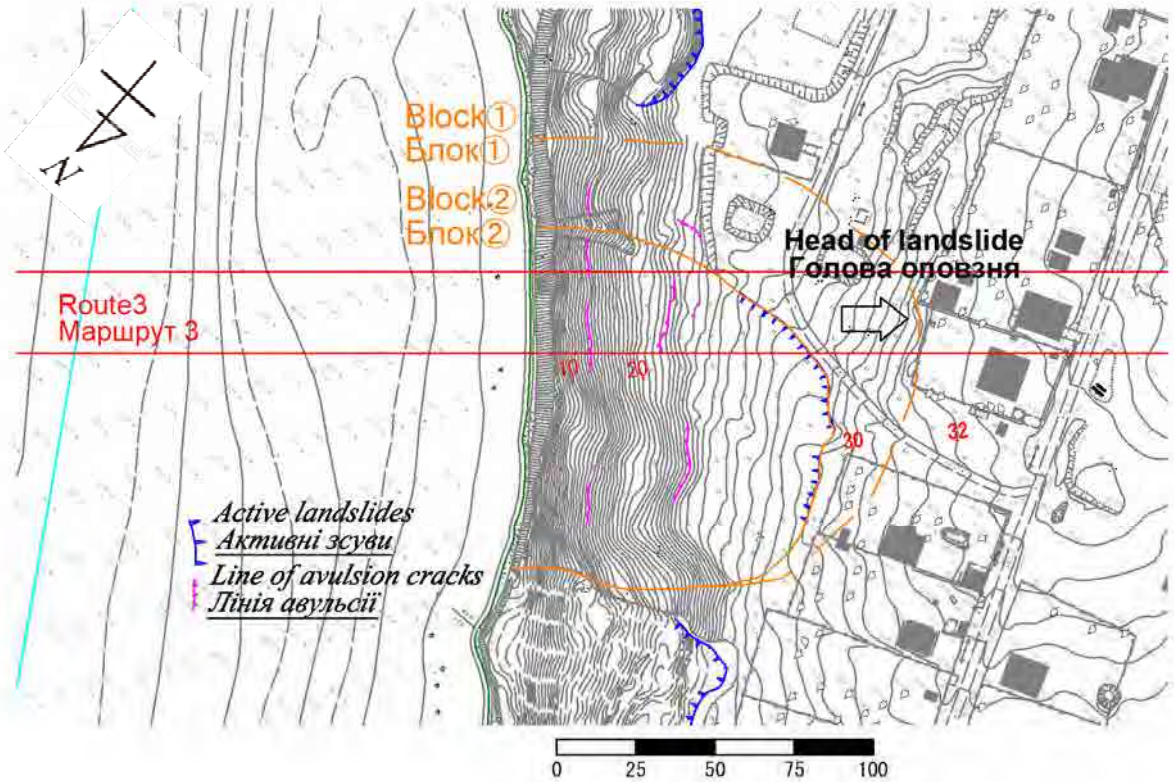 N
Block①
Блок①
Block②
Блок②
Head of landslide
Голова оповзня
Route3
Маршрут 3
10
20
30
32
Active landslides
Активні зсуви
Line of avulsion cracks
Лінія авульсії
0 25 50 75 100